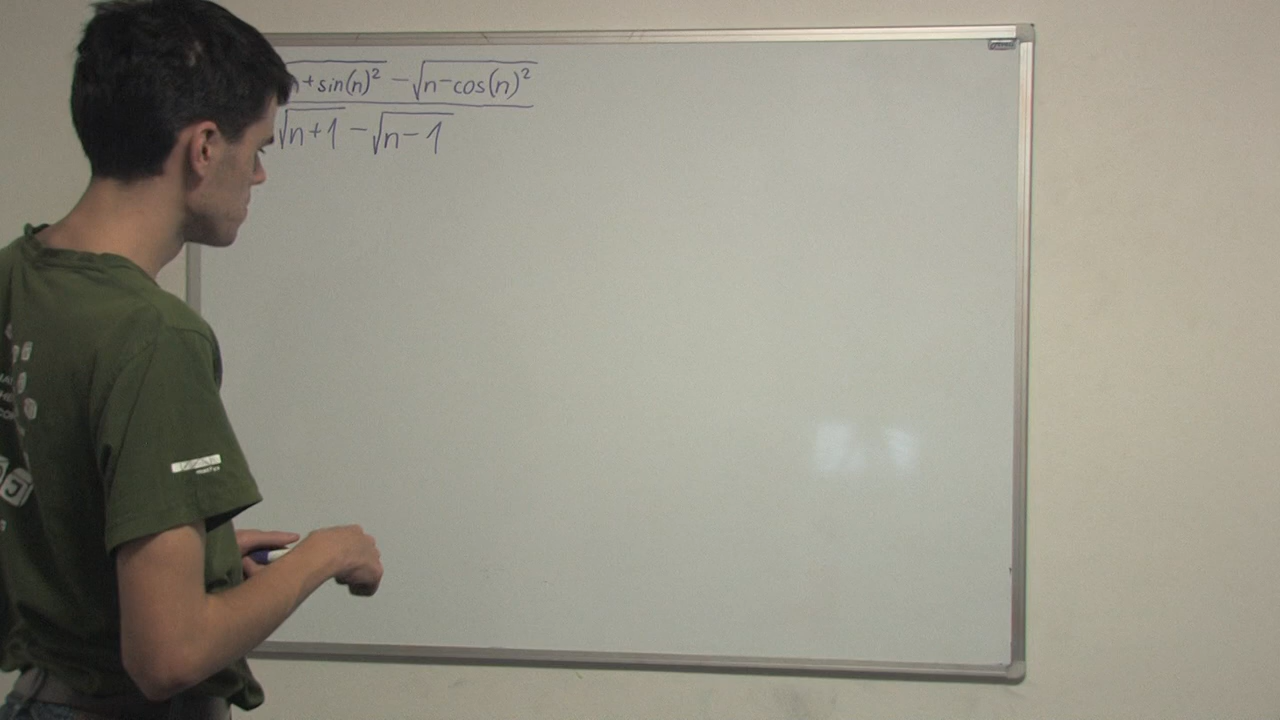 n+sin(n)² − √n−cos(n)²
√n+1 − √n−1